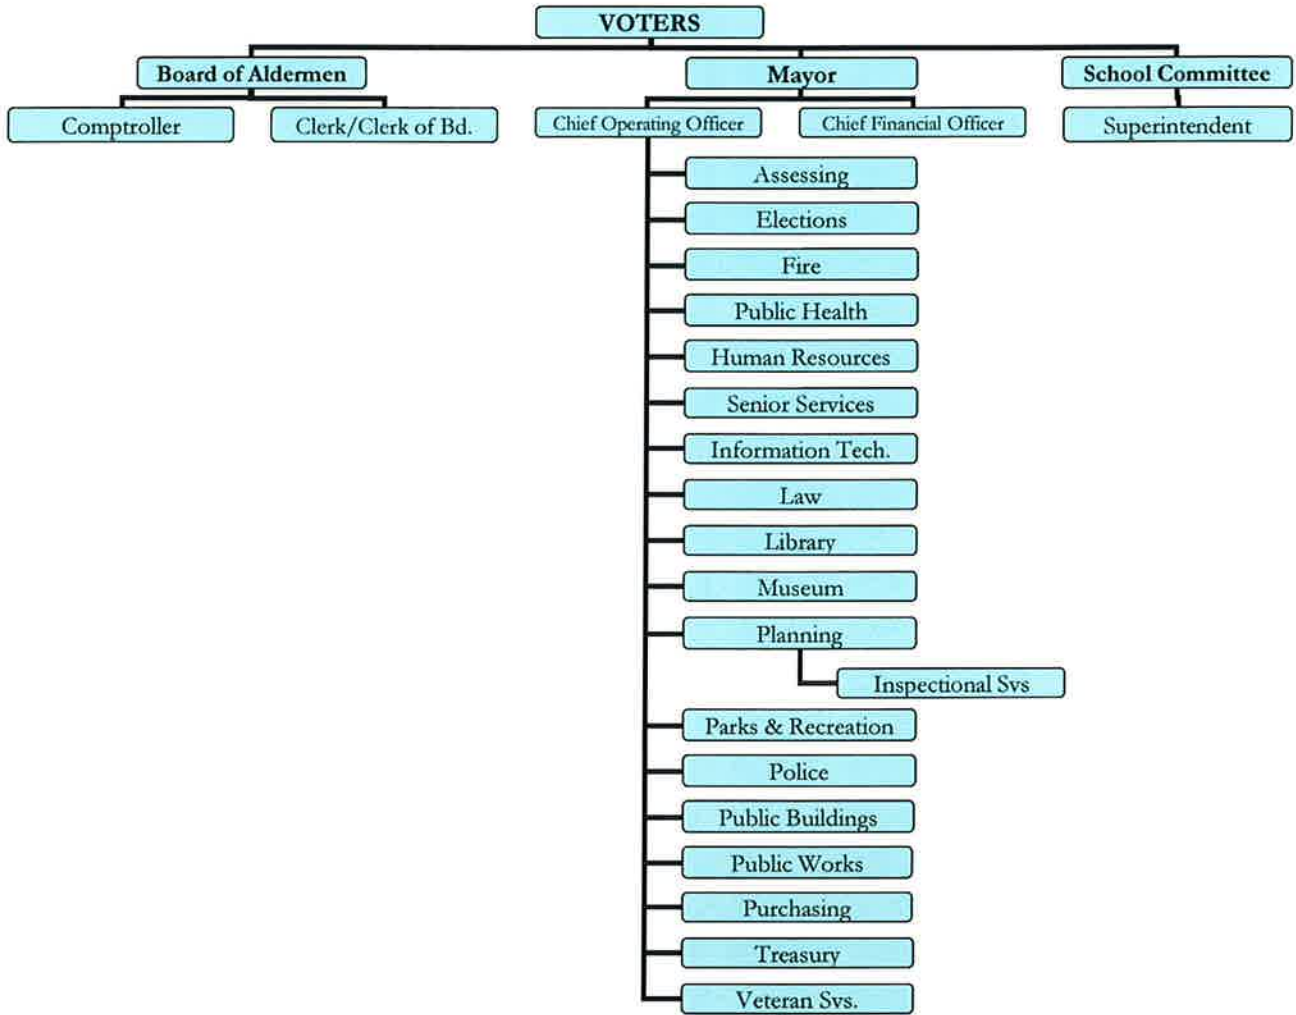 VOTERS
Board of Aldermen
Mayor
School Committee
Comptroller
Clerk/Clerk of Bd.
Chief Operating Officer
Chief Financial Officer
Superintendent
Assessing
Elections
Fire
Public Health
Human Resources
Senior Services
Information Tech.
Law
Library
Museum
Planning
Inspectional Svs
Parks & Recreation
Police
Public Buildings
Public Works
Purchasing
Treasury
Veteran Svs.